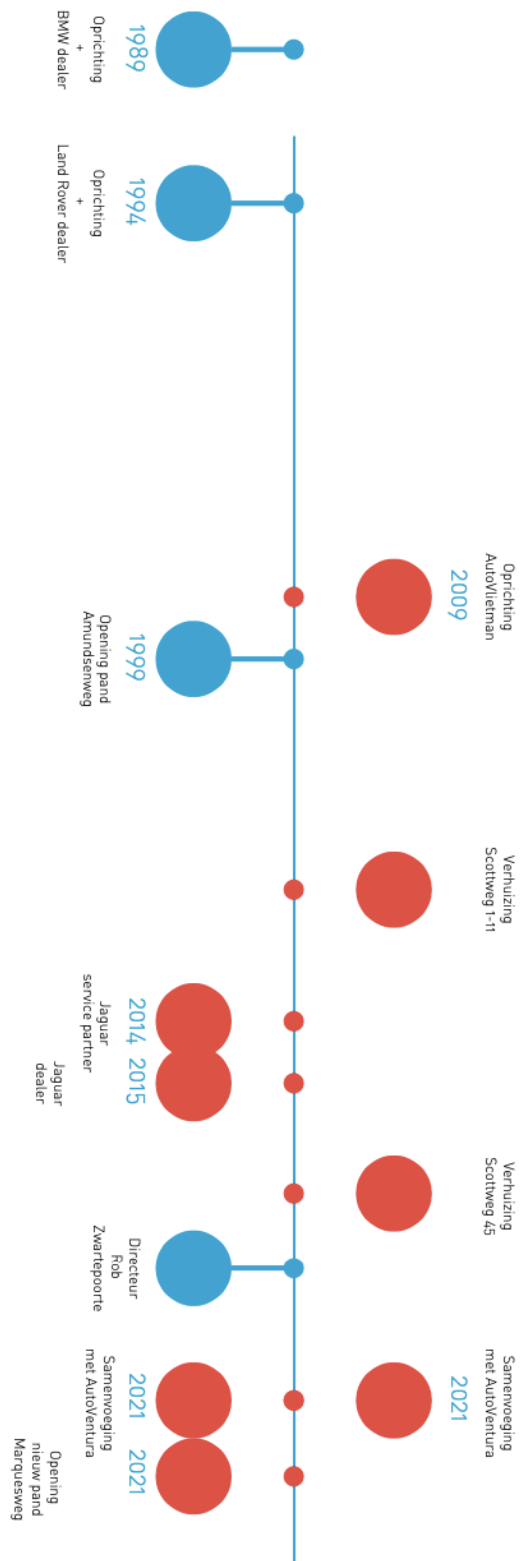 Oprichting
AutoVlietman
2009
Verhuizing
Scottweg 1-11
Verhuizing
Scottweg 45
Samenvoeging
met AutoVentura
2021
1989
Oprichting
+
BMW dealer
1994
Oprichting
+
Land Rover dealer
1999
Opening pand
Amundsenweg
2014
Jaguar
service partner
2015
Jaguar
dealer
Directeur
Rob
Zwartepoorte
2021
Samenvoeging
met AutoVentura
2021
Opening
nieuw pand
Marquesweg